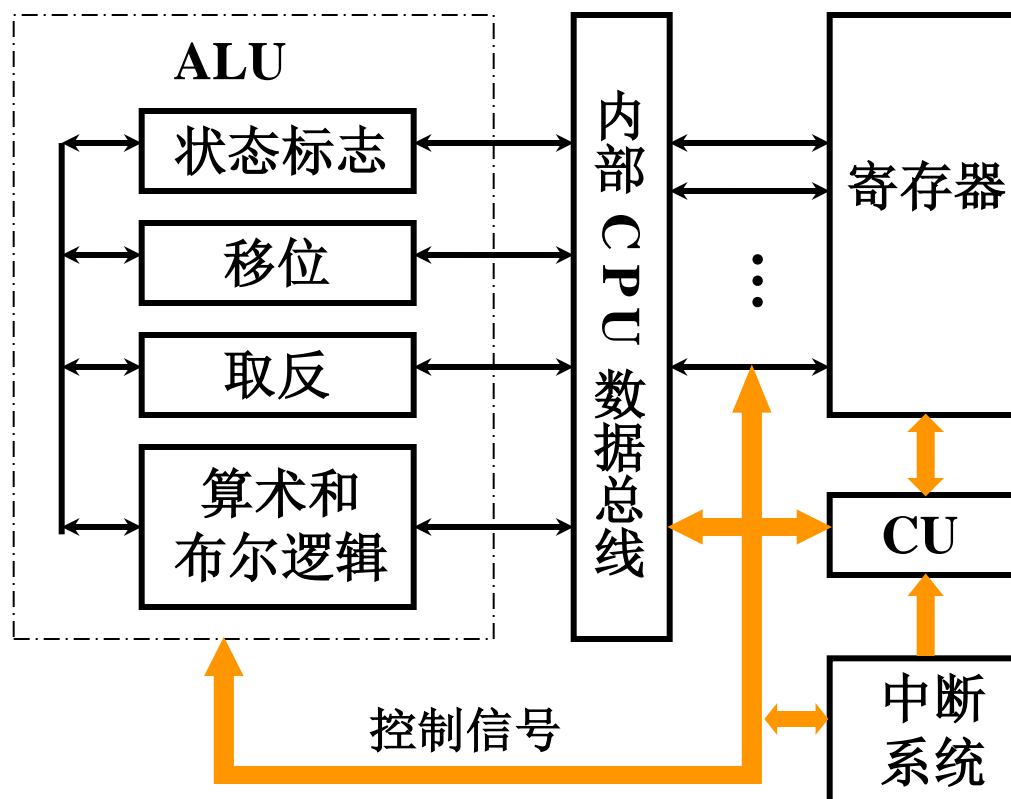 ALU
状态标志
移位
取反
算术和
布尔逻辑
内部CPU数据总线
寄存器
…
CU
中断
系统
控制信号